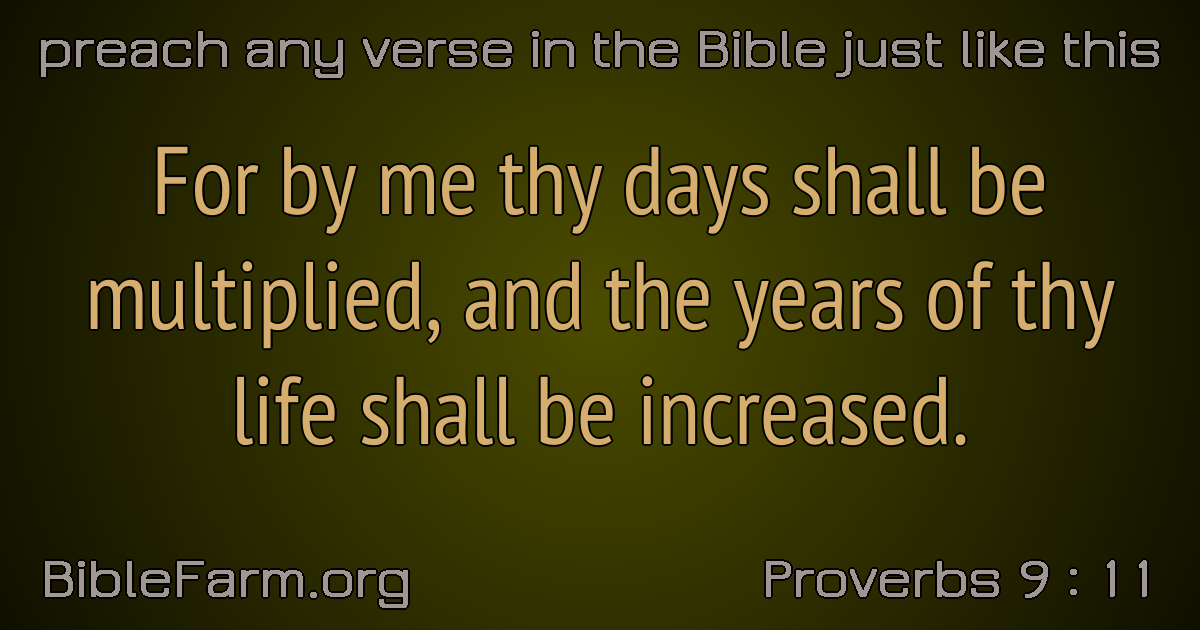 preach any verse in the Bible just like this
For by me thy days shall be
multiplied, and the years of thy
life shall be increased.
BibleFarm.org
Proverbs 9 : 11